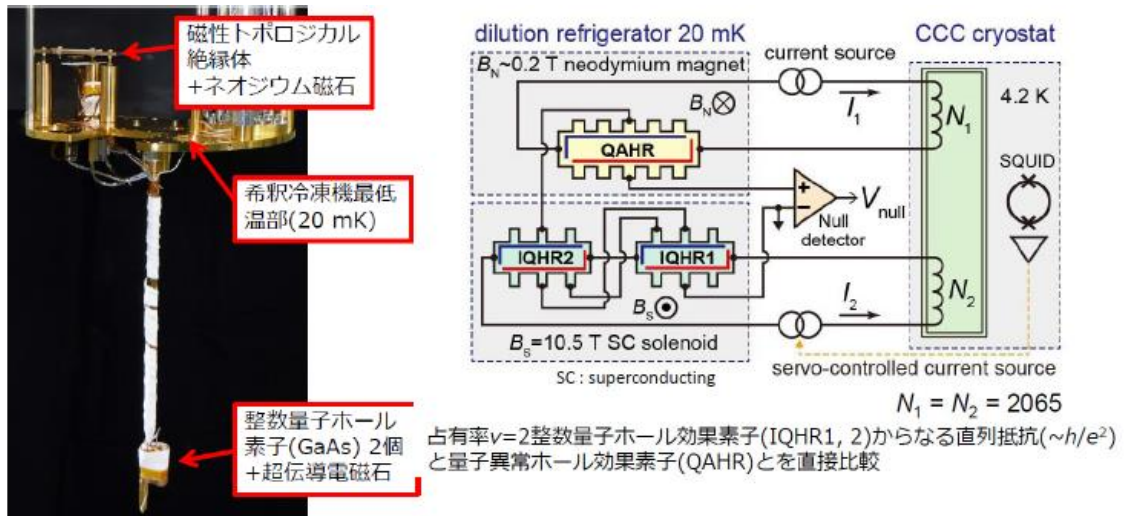 磁性トポロジカル
絶縁体
+ネオジウム磁石
希釈冷凍機最低
温部(20 mK)
整数量子ホール
素子(GaAs) 2個
+超伝導電磁石
dilution refrigerator 20 mK
current source
CCC cryostat
B_N~0.2 T neodymium magnet
B_N
I_1
N_1
4.2 K
QAHR
SQUID
+
−
V_null
Null
detector
IQHR2
IQHR1
B_S
I_2
N_2
B_S=10.5 T SC solenoid
SC : superconducting
servo-controlled current source
N_1 = N_2 = 2065
占有率ν=2整数量子ホール効果素子(IQHR1, 2)からなる直列抵抗(~h/e²)
と量子異常ホール効果素子(QAHR)とを直接比較